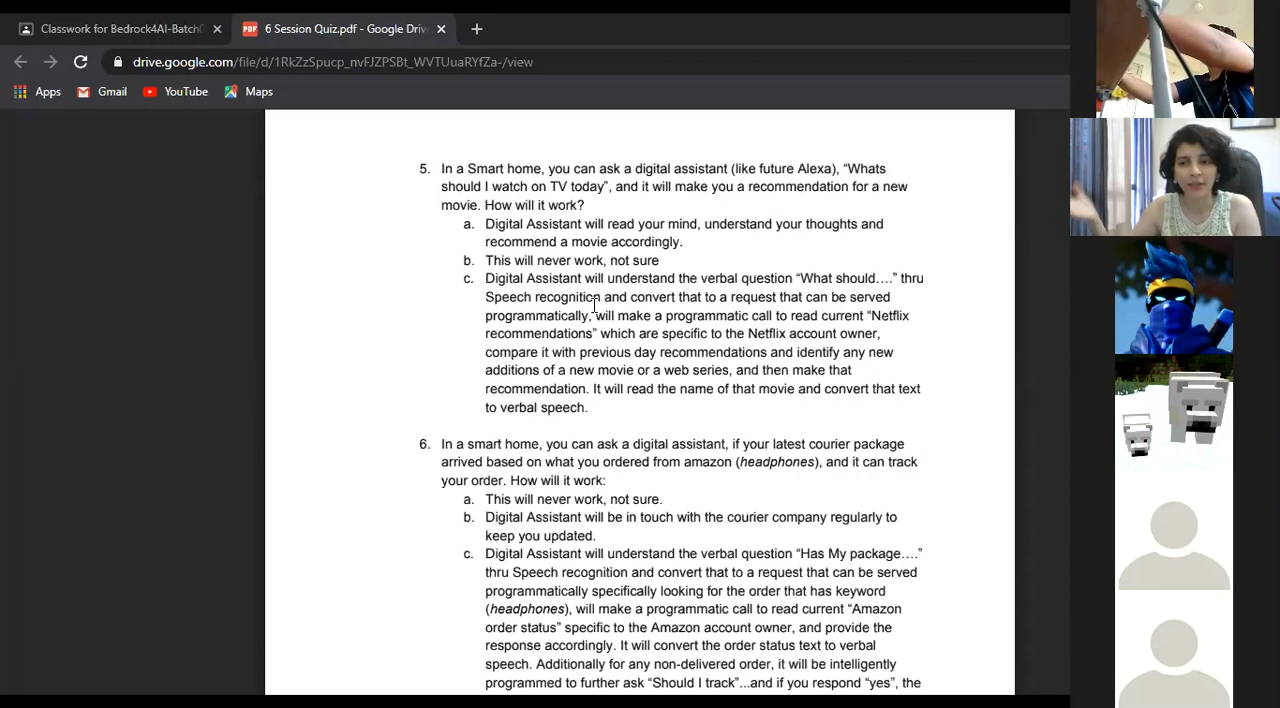 Classwork for Bedrock4AI-Batch
PDF 6 Session Quiz.pdf - Google Driv
drive.google.com/file/d/1RkZzSpucp_nvFJZPSBt_WVTUuaRYfZa-/view
Apps Gmail YouTube Maps
5. In a Smart home, you can ask a digital assistant (like future Alexa), “Whats
should I watch on TV today”, and it will make you a recommendation for a new
movie. How will it work?
a. Digital Assistant will read your mind, understand your thoughts and
recommend a movie accordingly.
b. This will never work, not sure
c. Digital Assistant will understand the verbal question “What should….” thru
Speech recognition and convert that to a request that can be served
programmatically, will make a programmatic call to read current “Netflix
recommendations” which are specific to the Netflix account owner,
compare it with previous day recommendations and identify any new
additions of a new movie or a web series, and then make that
recommendation. It will read the name of that movie and convert that text
to verbal speech.
6. In a smart home, you can ask a digital assistant, if your latest courier package
arrived based on what you ordered from amazon (headphones), and it can track
your order. How will it work:
a. This will never work, not sure.
b. Digital Assistant will be in touch with the courier company regularly to
keep you updated.
c. Digital Assistant will understand the verbal question “Has My package….”
thru Speech recognition and convert that to a request that can be served
programmatically specifically looking for the order that has keyword
(headphones), will make a programmatic call to read current “Amazon
order status” specific to the Amazon account owner, and provide the
response accordingly. It will convert the order status text to verbal
speech. Additionally for any non-delivered order, it will be intelligently
programmed to further ask “Should I track”...and if you respond “yes”, the